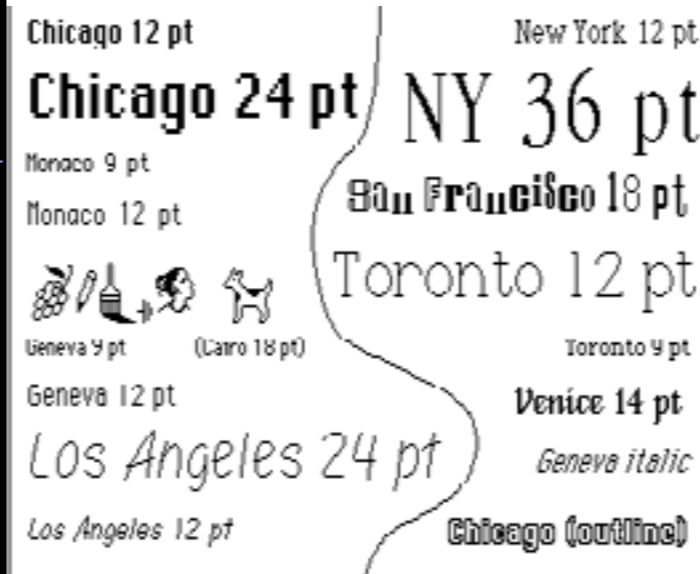 Chicago 12 pt
Chicago 24 pt
Monaco 9 pt
Monaco 12 pt
Geneva 9 pt (Cairo 18 pt)
Geneva 12 pt
Los Angeles 24 pt
Los Angeles 12 pt
New York 12 pt
NY 36 pt
San Francisco 18 pt
Toronto 12 pt
Toronto 9 pt
Venice 14 pt
Geneva italic
Chicago (outline)